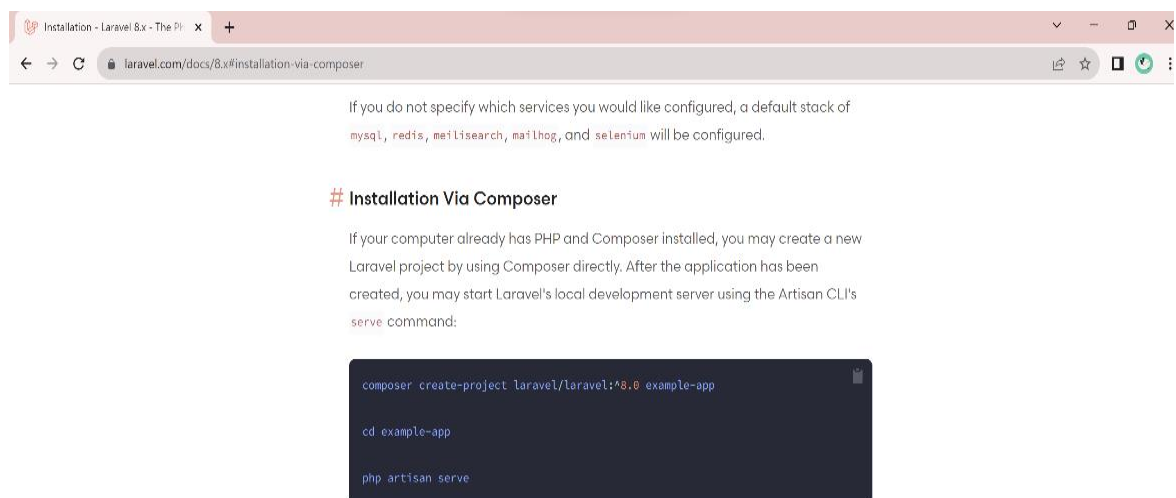 Installation - Laravel 8.x - The PH
laravel.com/docs/8.x#installation-via-composer
If you do not specify which services you would like configured, a default stack of
mysql, redis, meilisearch, mailhog, and selenium will be configured.
# Installation Via Composer
If your computer already has PHP and Composer installed, you may create a new
Laravel project by using Composer directly. After the application has been
created, you may start Laravel's local development server using the Artisan CLI's
serve command:
composer create-project laravel/laravel:^8.0 example-app
cd example-app
php artisan serve